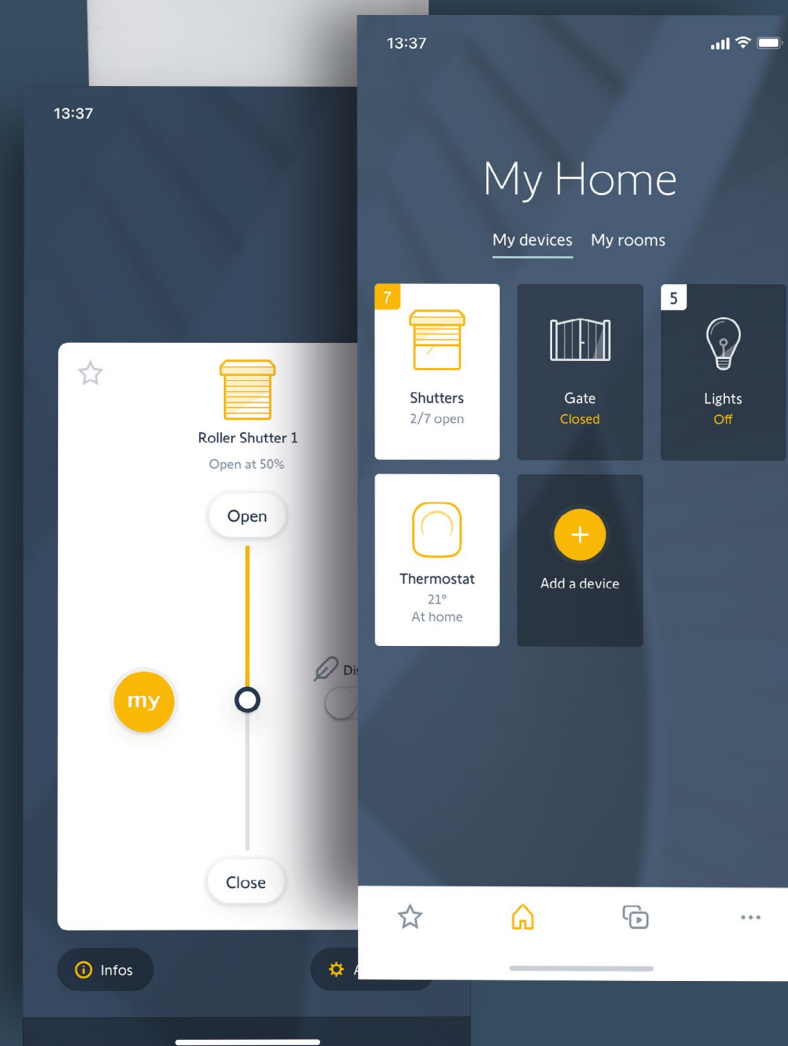 13:37
Roller Shutter 1
Open at 50%
Open
my
Close
Infos
13:37
My Home
My devices My rooms
7
Shutters
2/7 open
Gate
Closed
5
Lights
Off
Thermostat
21°
At home
Add a device